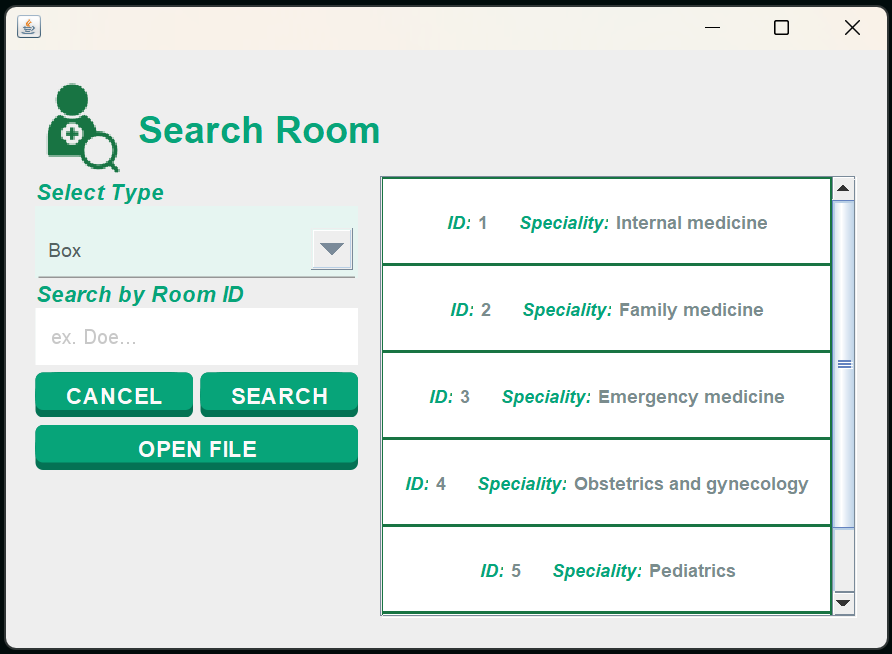 Search Room
Select Type
Box
Search by Room ID
ex. Doe...
CANCEL
SEARCH
OPEN FILE
ID: 1 Speciality: Internal medicine
ID: 2 Speciality: Family medicine
ID: 3 Speciality: Emergency medicine
ID: 4 Speciality: Obstetrics and gynecology
ID: 5 Speciality: Pediatrics